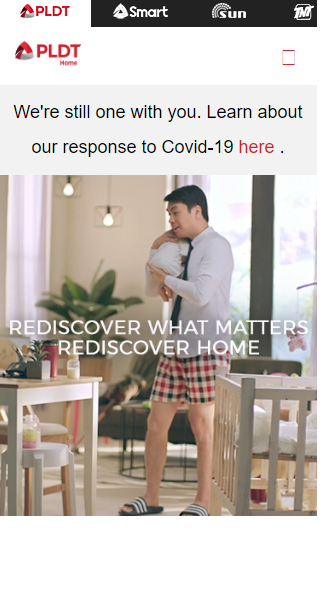 PLDT Smart Sun TNT
PLDT
Home
We're still one with you. Learn about
our response to Covid-19 here .
REDISCOVER WHAT MATTERS
REDISCOVER HOME